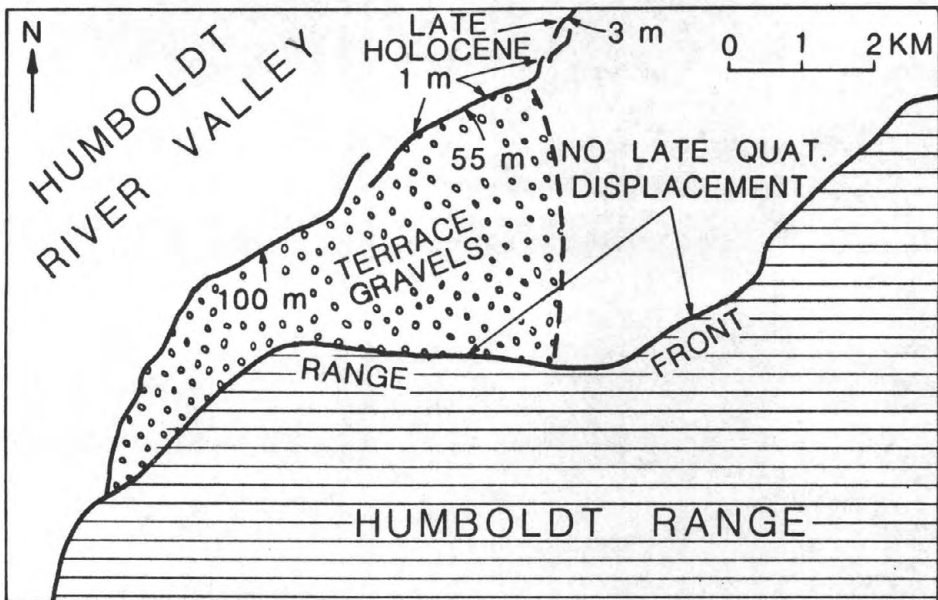 N
LATE
HOLOCENE
3 m
1 m
0 1 2 KM
HUMBOLDT
RIVER VALLEY
55 m
NO LATE QUAT.
DISPLACEMENT
TERRACE
GRAVELS
100 m
RANGE
FRONT
HUMBOLDT RANGE